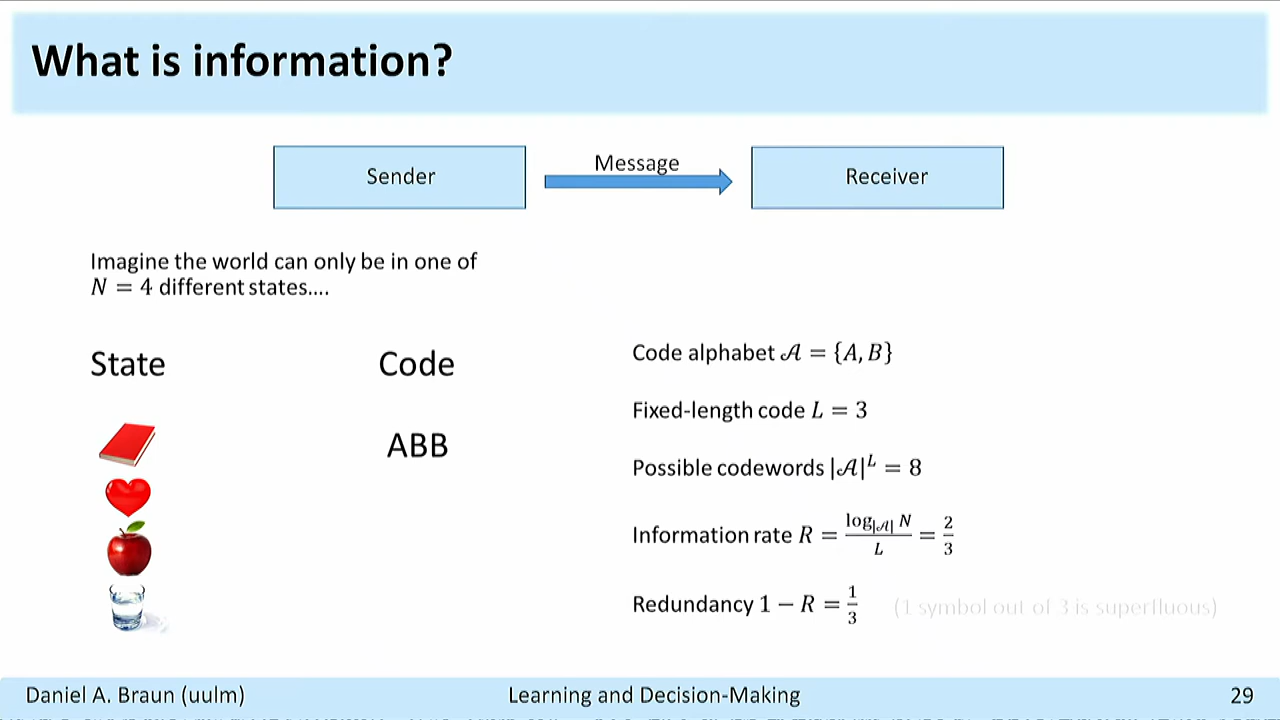 What is information?
Sender
Message
Receiver
Imagine the world can only be in one of
N = 4 different states....
State
Code
ABB
Code alphabet 𝒜 = {A, B}
Fixed-length code L = 3
Possible codewords |𝒜|^L = 8
Information rate R = log_|𝒜| N / L = 2/3
Redundancy 1 − R = 1/3 (1 symbol out of 3 is superfluous)
Daniel A. Braun (uulm)
Learning and Decision-Making
29